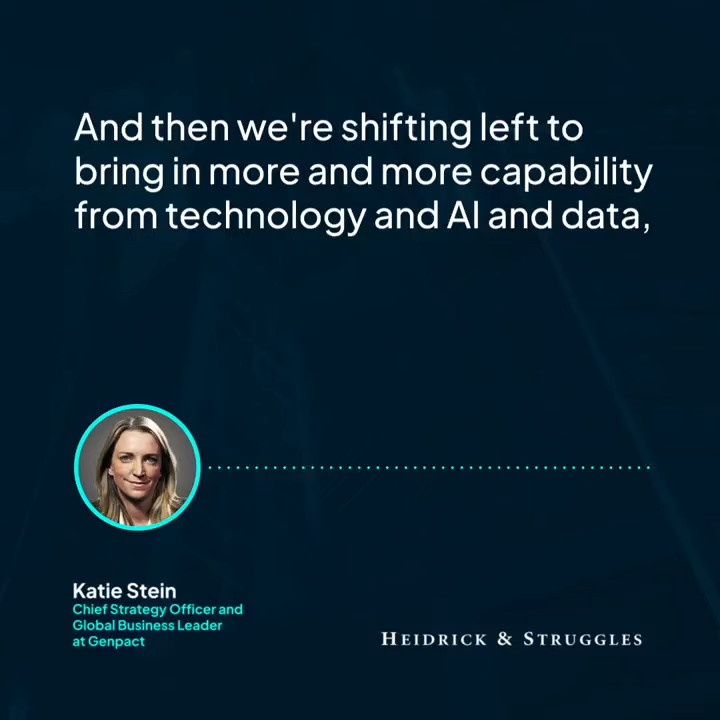 And then we're shifting left to
bring in more and more capability
from technology and AI and data,
Katie Stein
Chief Strategy Officer and
Global Business Leader
at Genpact
HEIDRICK & STRUGGLES